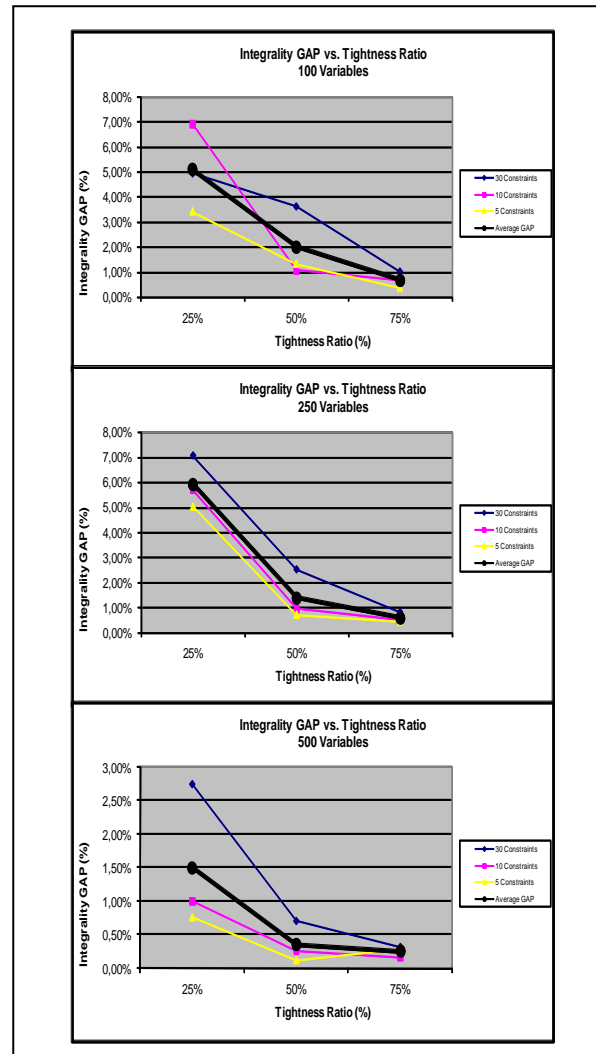 Integrality GAP vs. Tightness Ratio
100 Variables
Integrality GAP (%)
8,00%
7,00%
6,00%
5,00%
4,00%
3,00%
2,00%
1,00%
0,00%
25%
50%
75%
Tightness Ratio (%)
30 Constraints
10 Constraints
5 Constraints
Average GAP
Integrality GAP vs. Tightness Ratio
250 Variables
Integrality GAP (%)
8,00%
7,00%
6,00%
5,00%
4,00%
3,00%
2,00%
1,00%
0,00%
25%
50%
75%
Tightness Ratio (%)
30 Constraints
10 Constraints
5 Constraints
Average GAP
Integrality GAP vs. Tightness Ratio
500 Variables
Integrality GAP (%)
3,00%
2,50%
2,00%
1,50%
1,00%
0,50%
0,00%
25%
50%
75%
Tightness Ratio (%)
30 Constraints
10 Constraints
5 Constraints
Average GAP